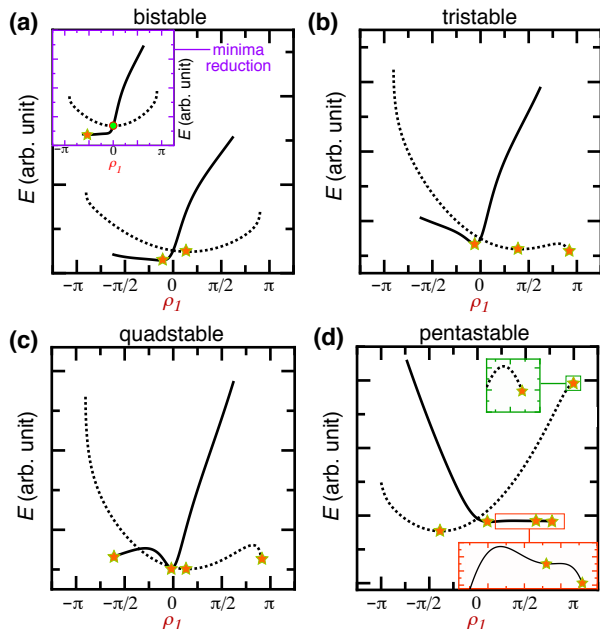 (a)
bistable
minima
reduction
E (arb. unit)
−π
0
π
ρ1
E (arb. unit)
−π
−π/2
0
π/2
π
ρ1
(b)
tristable
E (arb. unit)
−π
−π/2
0
π/2
π
ρ1
(c)
quadstable
E (arb. unit)
−π
−π/2
0
π/2
π
ρ1
(d)
pentastable
E (arb. unit)
−π
−π/2
0
π/2
π
ρ1